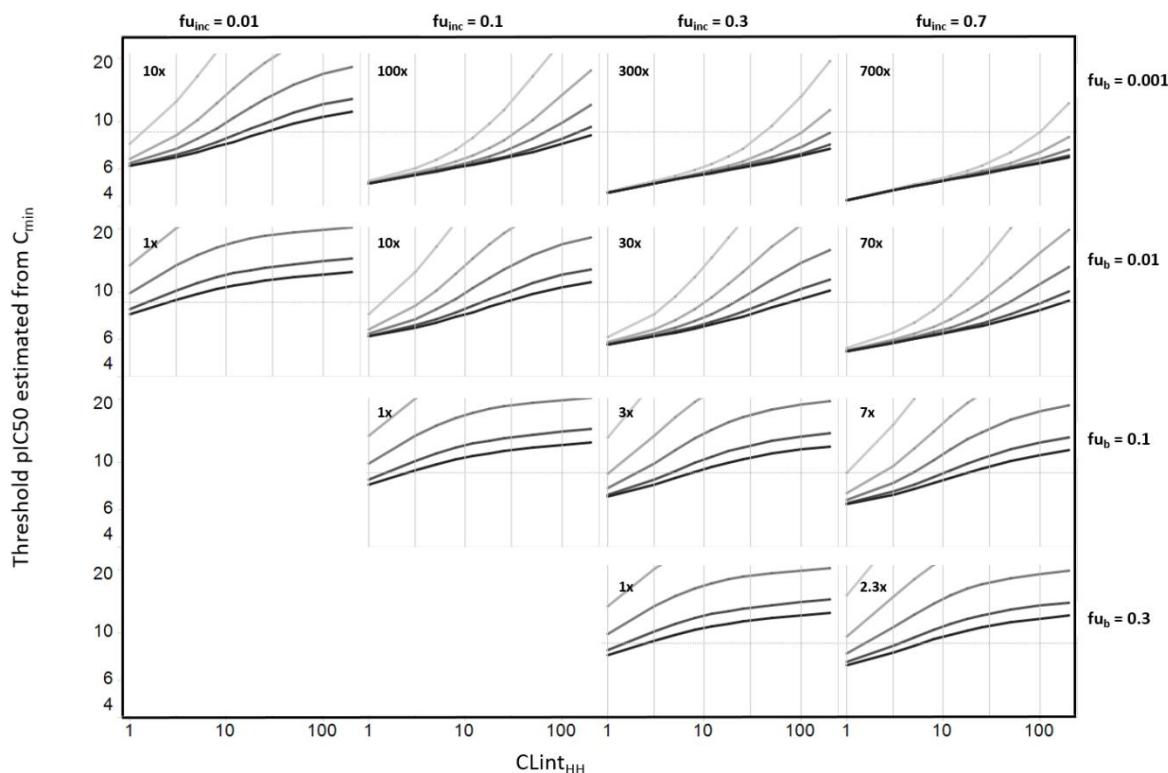 fu_inc = 0.01 fu_inc = 0.1 fu_inc = 0.3 fu_inc = 0.7
20 10x 100x 300x 700x fu_b = 0.001
10
6
4
20 1x 10x 30x 70x fu_b = 0.01
10
6
4
20 1x 3x 7x fu_b = 0.1
10
6
4
20 1x 2.3x fu_b = 0.3
10
6
4
1 10 100 1 10 100 1 10 100 1 10 100
CLint_HH
Threshold pIC50 estimated from C_min